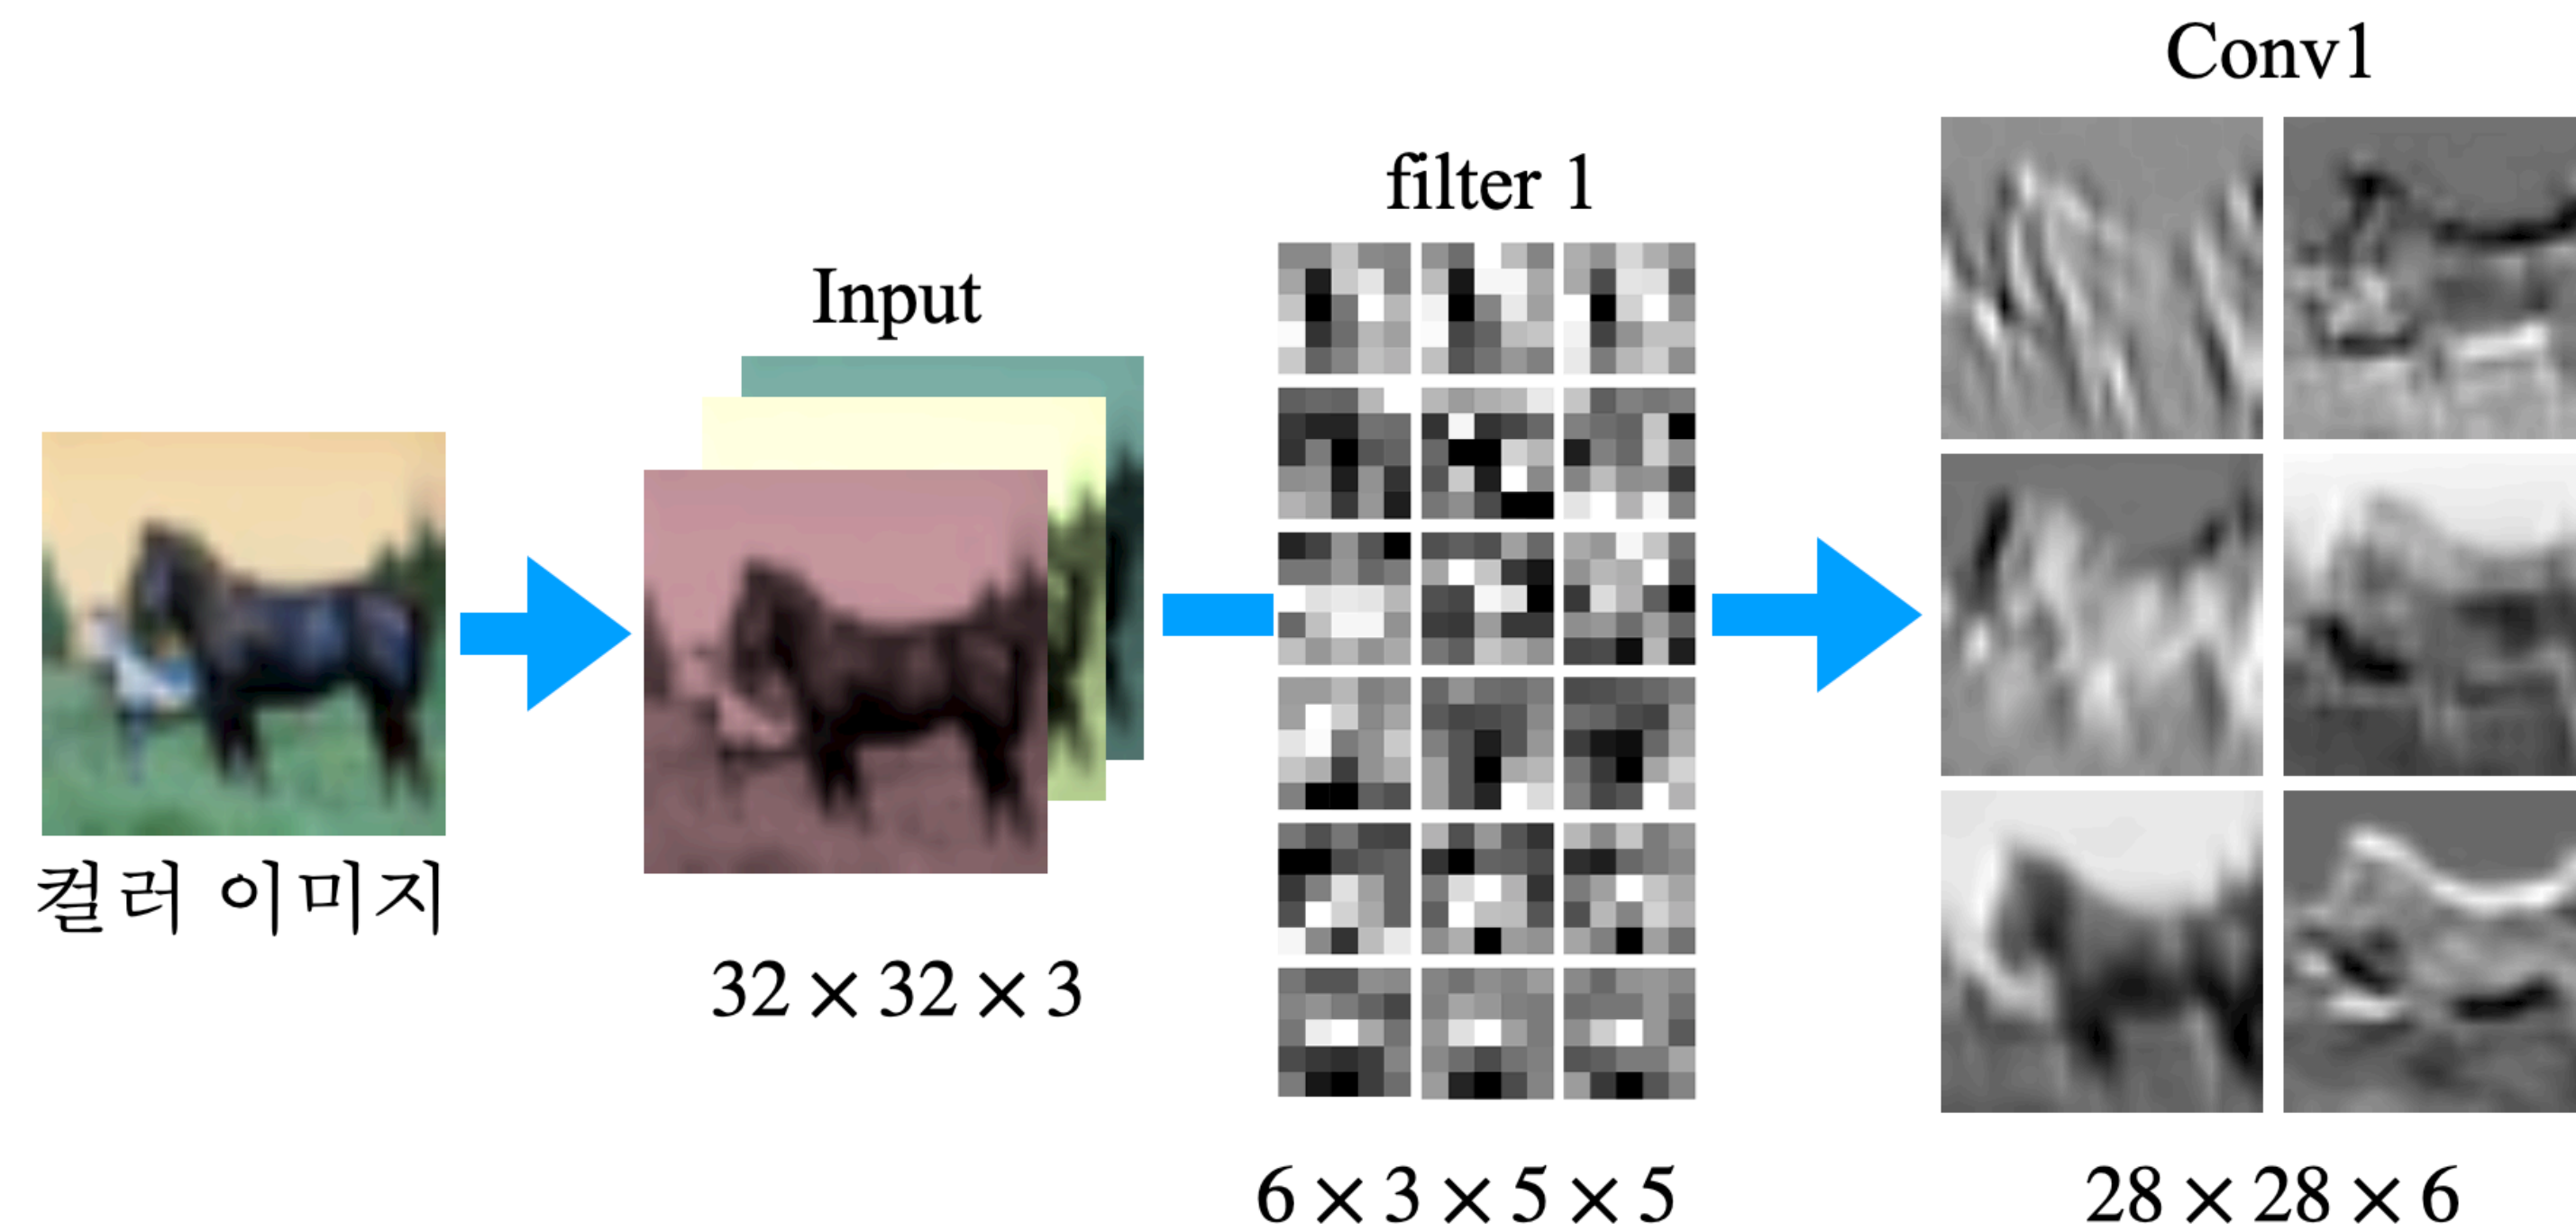 컬러 이미지
Input
32 × 32 × 3
filter 1
6 × 3 × 5 × 5
Conv1
28 × 28 × 6